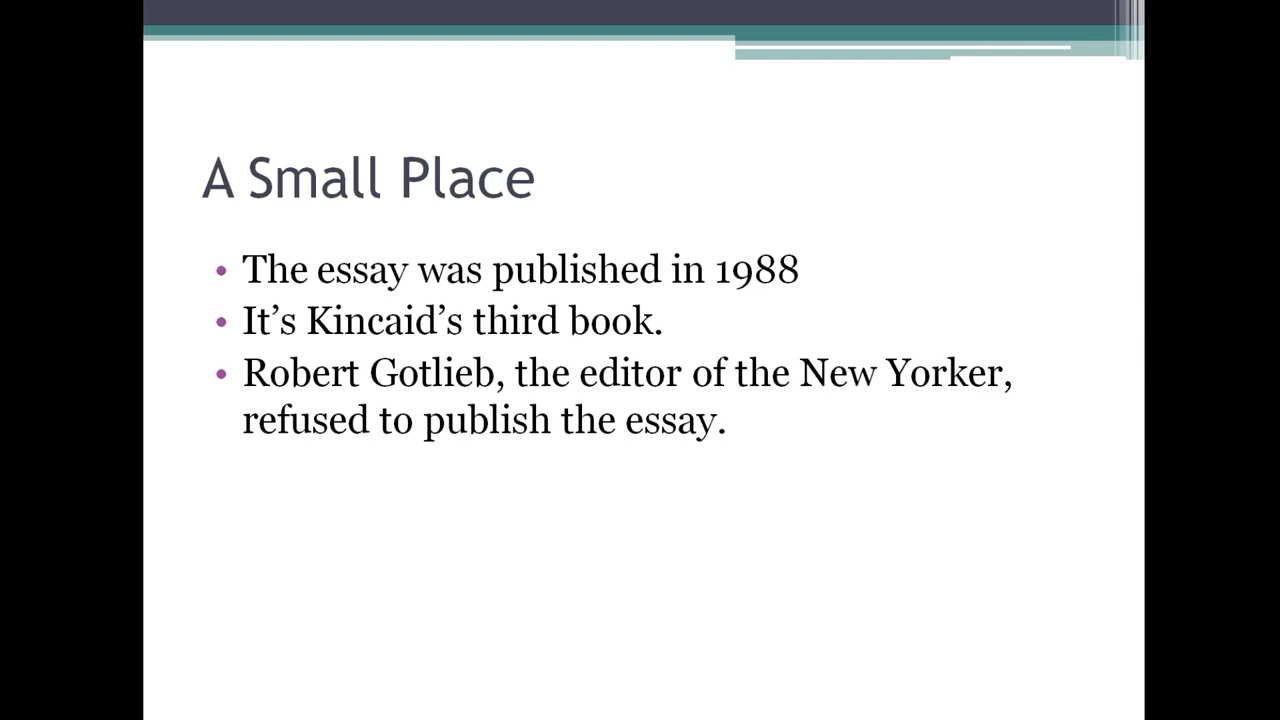 A Small Place
• The essay was published in 1988
• It’s Kincaid’s third book.
• Robert Gotlieb, the editor of the New Yorker,
refused to publish the essay.